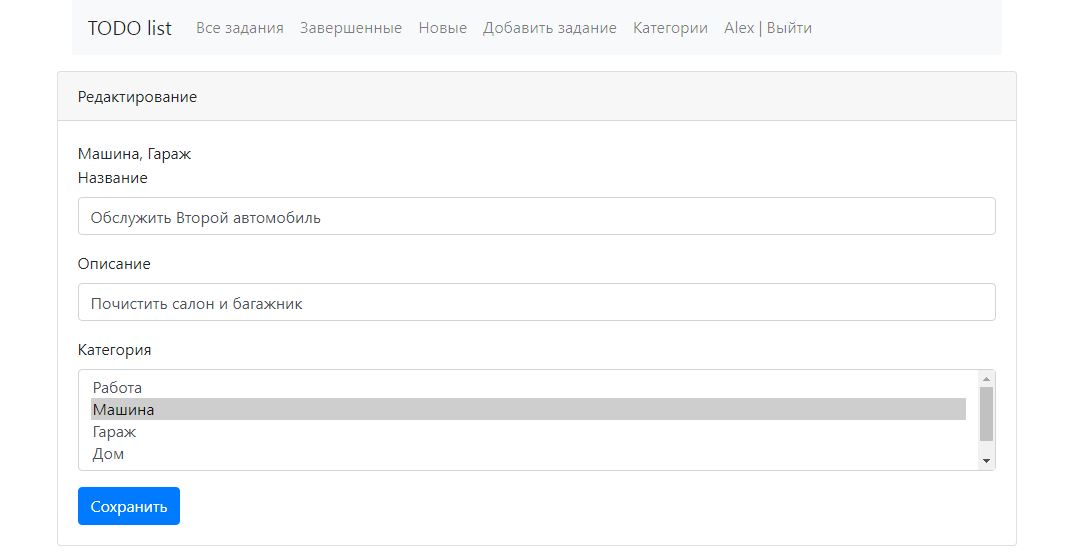 TODO list Все задания Завершенные Новые Добавить задание Категории Alex | Выйти
Редактирование
Машина, Гараж
Название
Обслужить Второй автомобиль
Описание
Почистить салон и багажник
Категория
Работа
Машина
Гараж
Дом
Сохранить